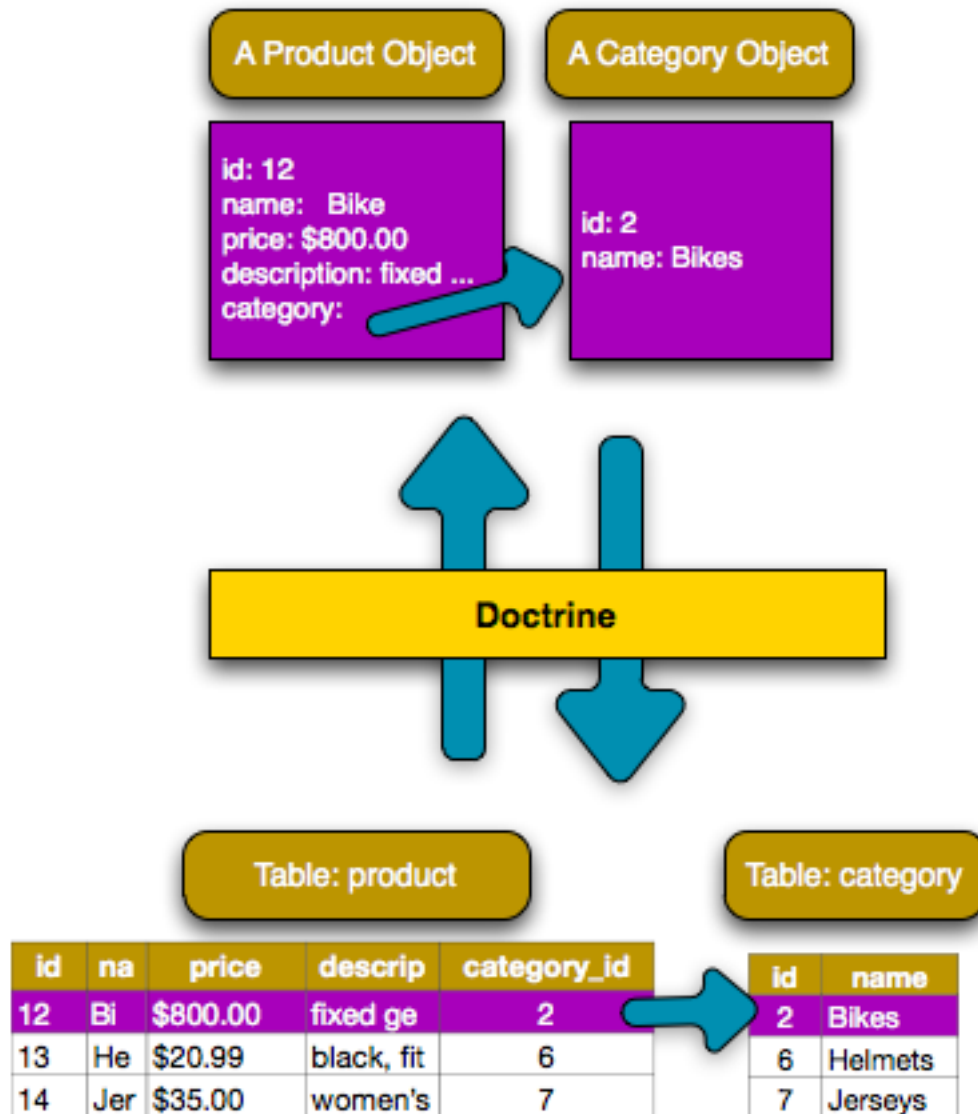 A Product Object
A Category Object
id: 12
name: Bike
price: $800.00
description: fixed ...
category:
id: 2
name: Bikes
Doctrine
Table: product
Table: category
id na price descrip category_id
12 Bi $800.00 fixed ge 2
13 He $20.99 black, fit 6
14 Jer $35.00 women's 7
id name
2 Bikes
6 Helmets
7 Jerseys